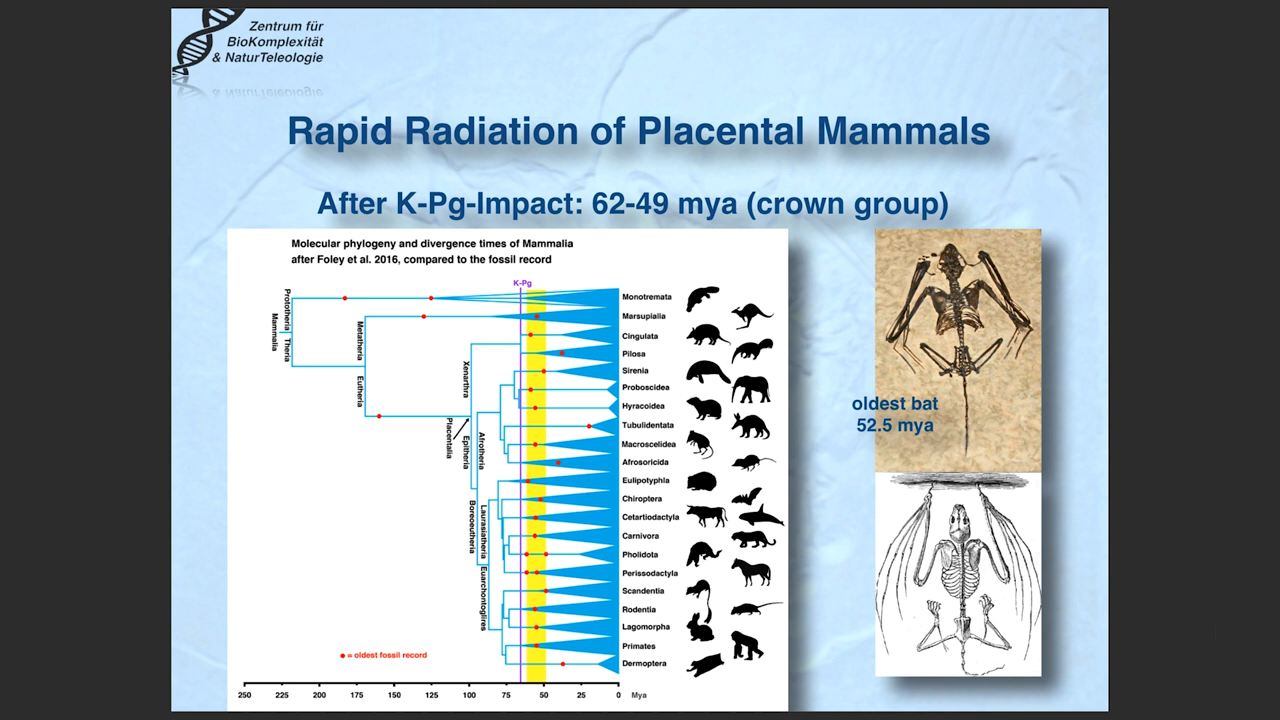 Zentrum für
BioKomplexität
& NaturTeleologie
Rapid Radiation of Placental Mammals
After K-Pg-Impact: 62-49 mya (crown group)
Molecular phylogeny and divergence times of Mammalia
after Foley et al. 2016, compared to the fossil record
K-Pg
Prototheria
Theria
Mammalia
Metatheria
Eutheria
Xenarthra
Placentalia
Epitheria
Afrotheria
Boreoeutheria
Laurasiatheria
Euarchontoglires
Monotremata
Marsupialia
Cingulata
Pilosa
Sirenia
Proboscidea
Hyracoidea
Tubulidentata
Macroscelidea
Afrosoricida
Eulipotyphla
Chiroptera
Cetartiodactyla
Carnivora
Pholidota
Perissodactyla
Scandentia
Rodentia
Lagomorpha
Primates
Dermoptera
= oldest fossil record
250 225 200 175 150 125 100 75 50 25 0 Mya
oldest bat
52.5 mya